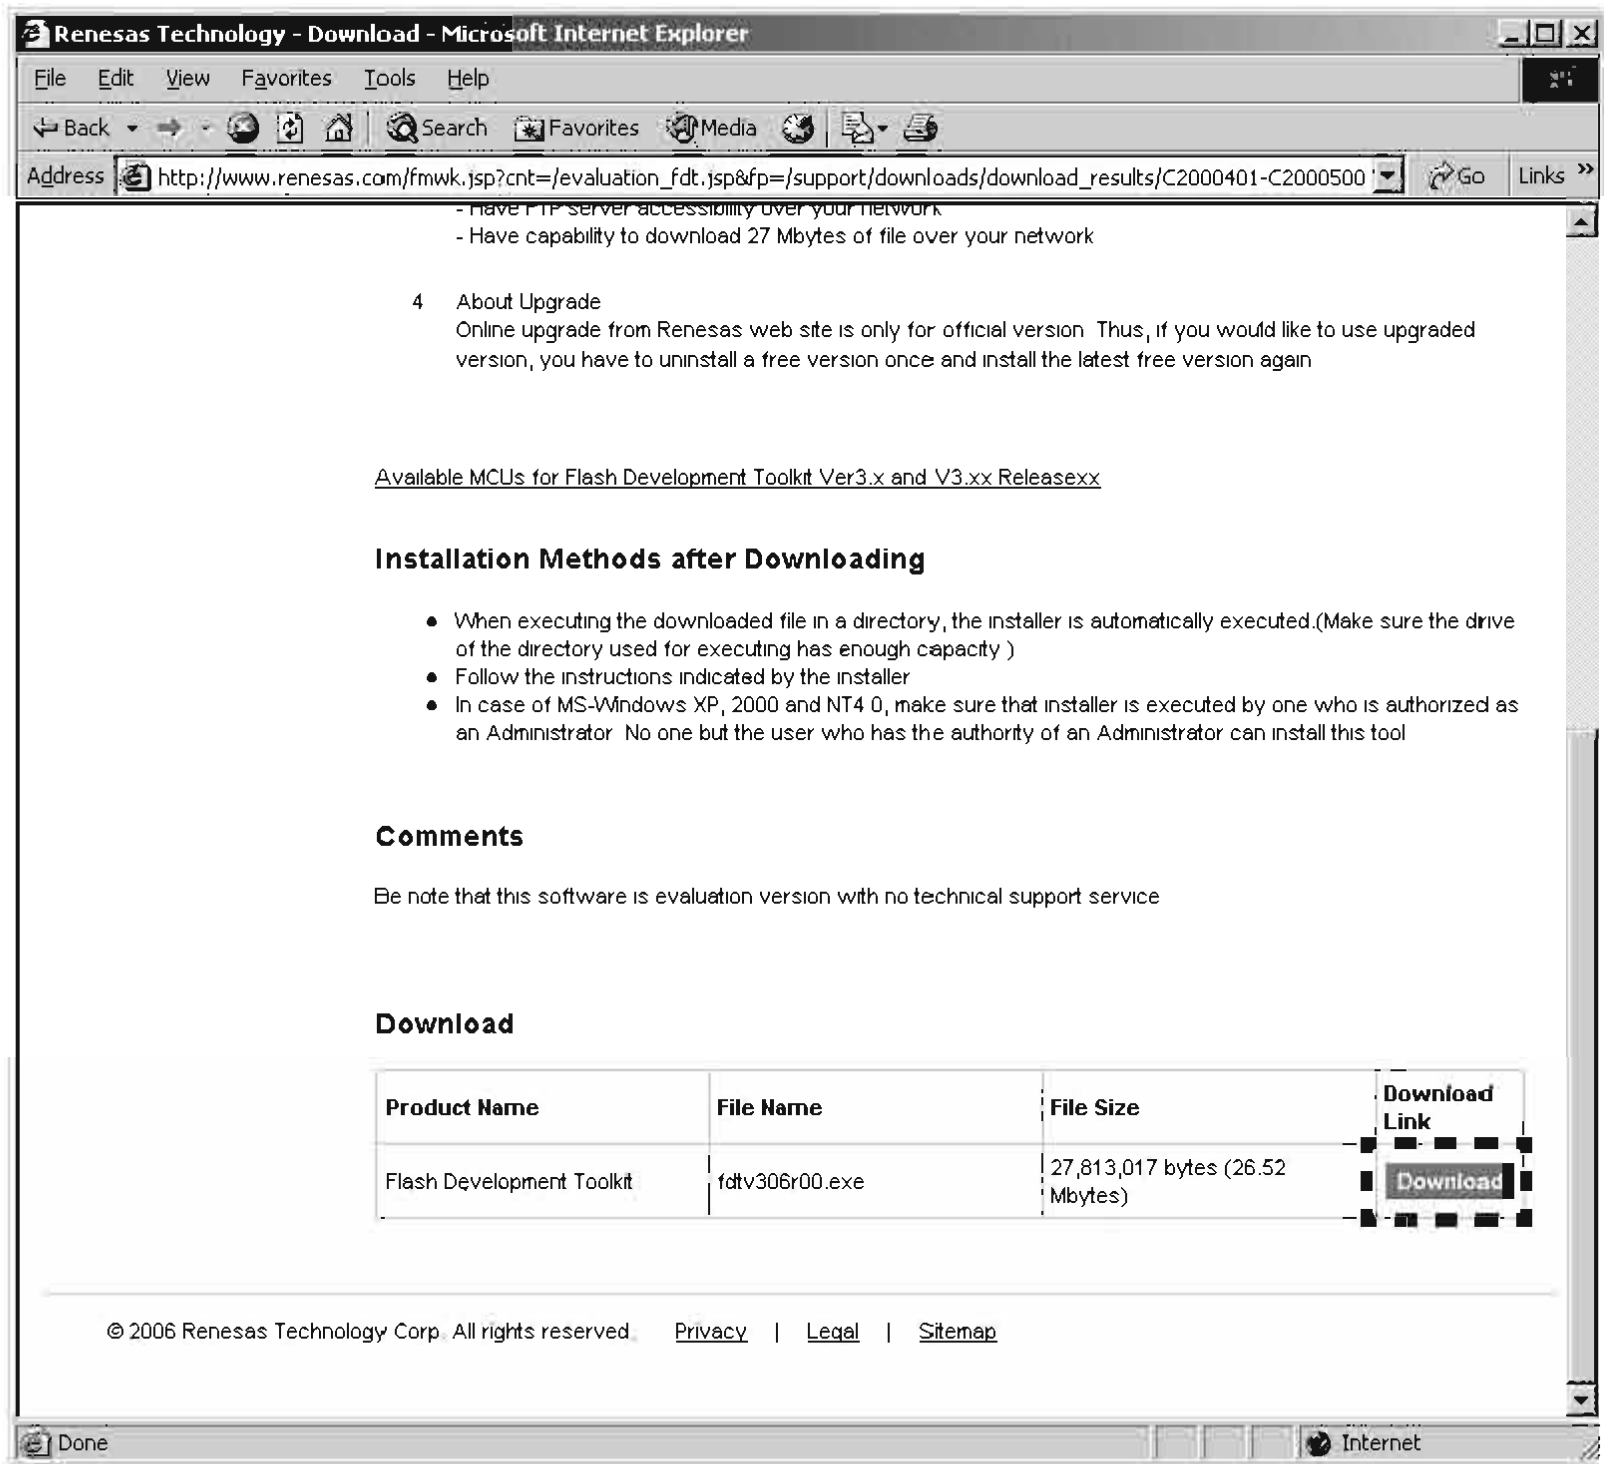 Renesas Technology - Download - Microsoft Internet Explorer
File Edit View Favorites Tools Help
Back Search Favorites Media
Address http://www.renesas.com/fmwk.jsp?cnt=/evaluation_fdt.jsp&fp=/support/downloads/download_results/C2000401-C2000500 Go Links »
- Have FTP server accessibility over your network
- Have capability to download 27 Mbytes of file over your network
4 About Upgrade
Online upgrade from Renesas web site is only for official version Thus, if you would like to use upgraded
version, you have to uninstall a free version once and install the latest free version again
Available MCUs for Flash Development Toolkit Ver3.x and V3.xx Releasexx
Installation Methods after Downloading
● When executing the downloaded file in a directory, the installer is automatically executed.(Make sure the drive
of the directory used for executing has enough capacity )
● Follow the instructions indicated by the installer
● In case of MS-Windows XP, 2000 and NT4 0, make sure that installer is executed by one who is authorized as
an Administrator No one but the user who has the authority of an Administrator can install this tool
Comments
Be note that this software is evaluation version with no technical support service
Download
Product Name File Name File Size Download
Link
Flash Development Toolkit fdtv306r00.exe 27,813,017 bytes (26.52
Mbytes) Download
© 2006 Renesas Technology Corp. All rights reserved. Privacy | Legal | Sitemap
Done Internet